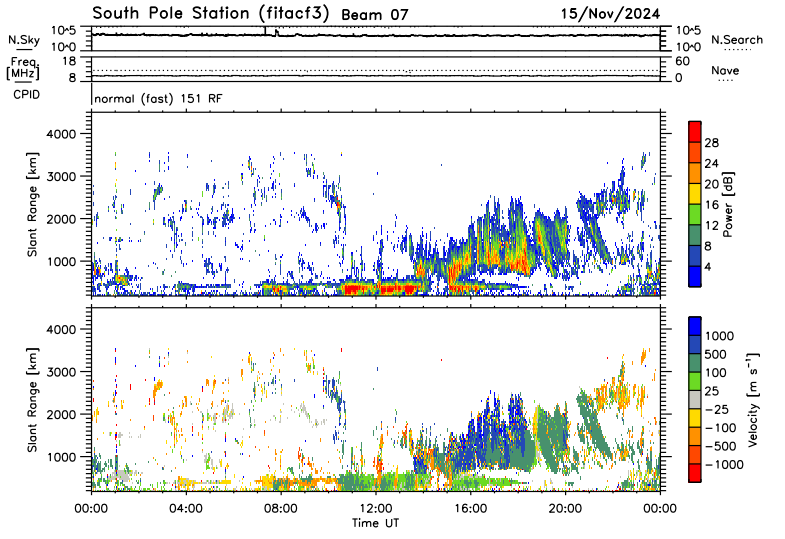 South Pole Station (fitacf3) Beam 07 15/Nov/2024
N.Sky 10^5 10^0 10^5 10^0 N.Search
Freq. [MHz] 18 8 60 0 Nave
CPID normal (fast) 151 RF
Slant Range [km]
4000
3000
2000
1000
28
24
20
16
12
8
4
Power [dB]
Slant Range [km]
4000
3000
2000
1000
1000
500
100
25
-25
-100
-500
-1000
Velocity [m s⁻¹]
00:00 04:00 08:00 12:00 16:00 20:00 00:00
Time UT